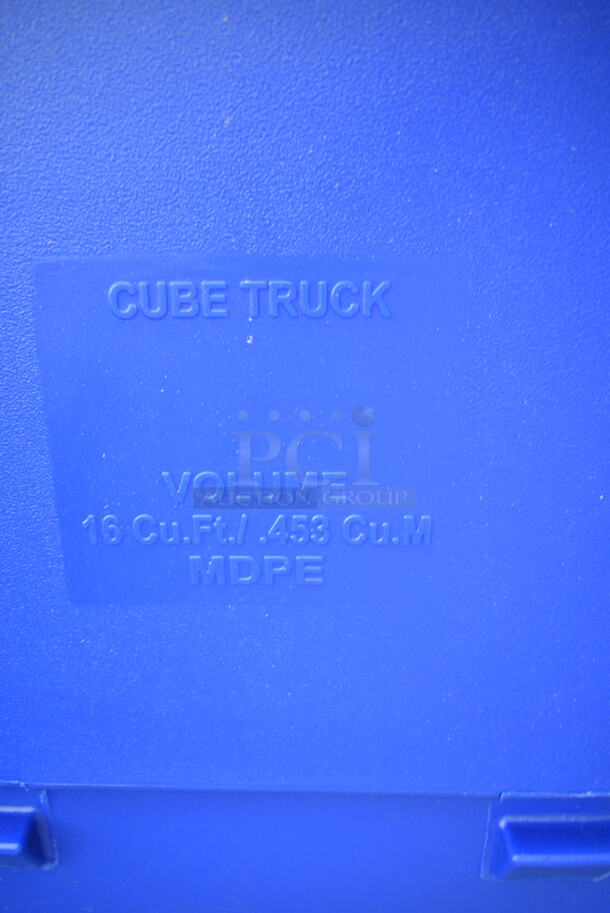 CUBE TRUCK
PCi
VOLUME
AUCTION GROUP
16 Cu.Ft./ .453 Cu.M
MDPE